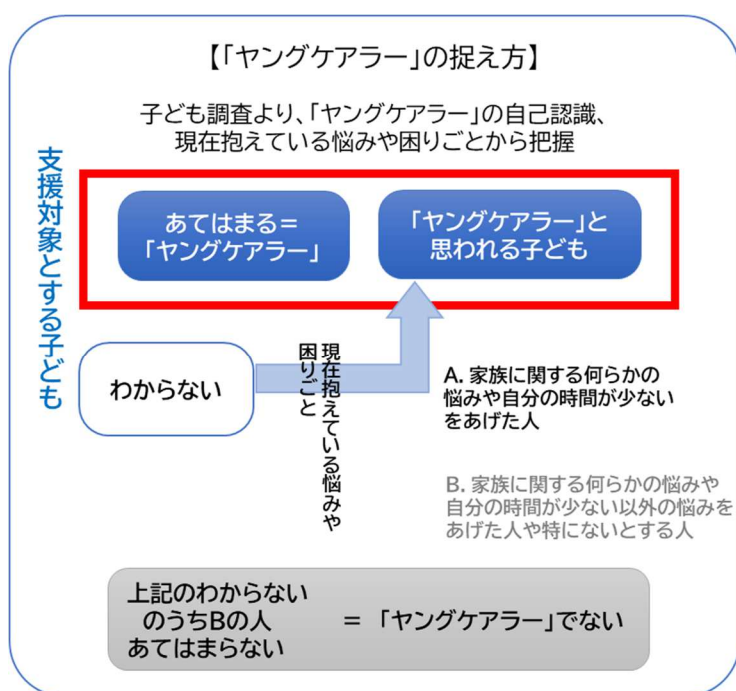 【「ヤングケアラー」の捉え方】
子ども調査より、「ヤングケアラー」の自己認識、
現在抱えている悩みや困りごとから把握
支援対象とする子ども
あてはまる＝
「ヤングケアラー」
「ヤングケアラー」と
思われる子ども
わからない
現在抱えている悩みや
困りごと
A. 家族に関する何らかの
悩みや自分の時間が少ない
をあげた人
B. 家族に関する何らかの悩みや
自分の時間が少ない以外の悩みを
あげた人や特にないとする人
上記のわからない
のうちBの人
あてはまらない
＝ 「ヤングケアラー」でない